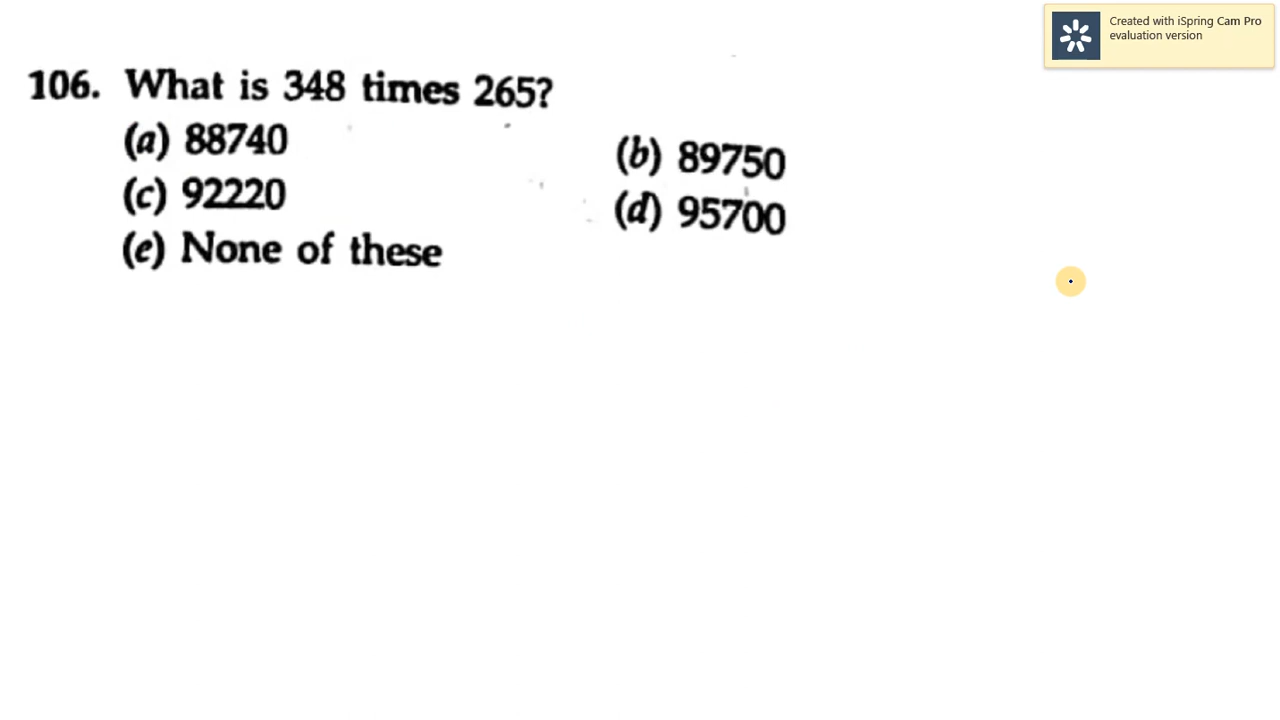 Created with iSpring Cam Pro
evaluation version
106. What is 348 times 265?
(a) 88740 (b) 89750
(c) 92220 (d) 95700
(e) None of these